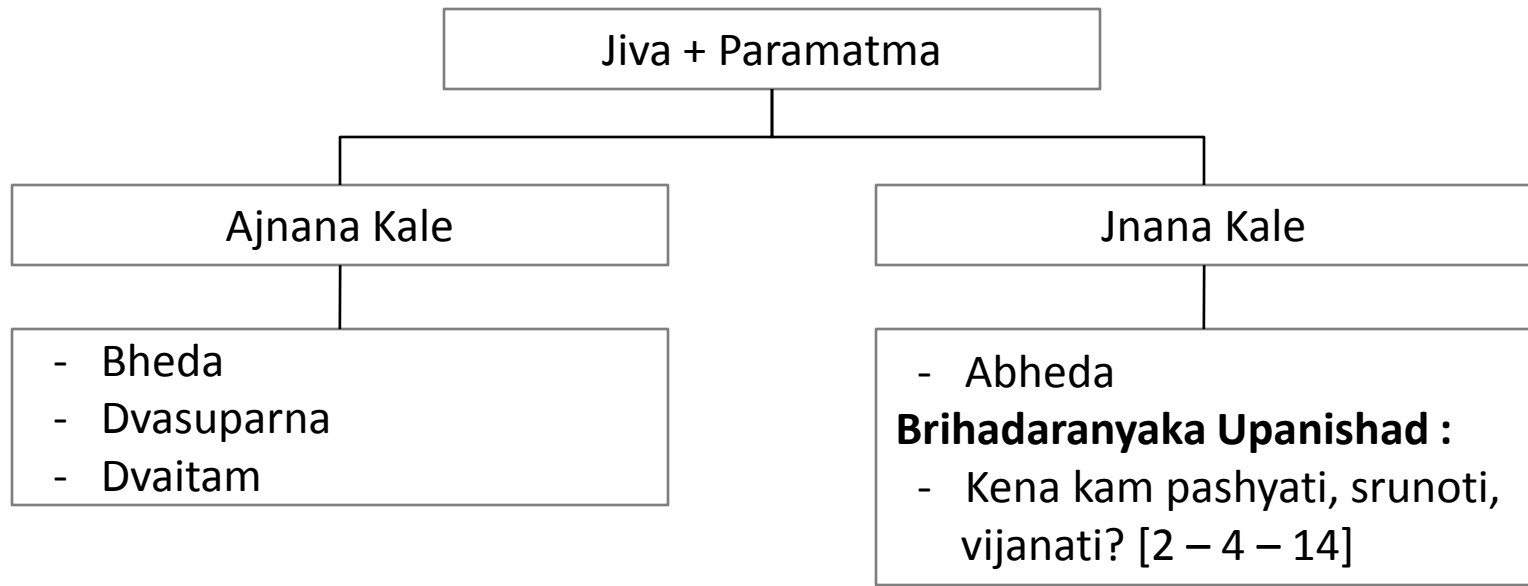 Jiva + Paramatma
Ajnana Kale
Jnana Kale
- Bheda
- Dvasuparna
- Dvaitam
- Abheda
Brihadaranyaka Upanishad :
- Kena kam pashyati, srunoti,
vijanati? [2 – 4 – 14]